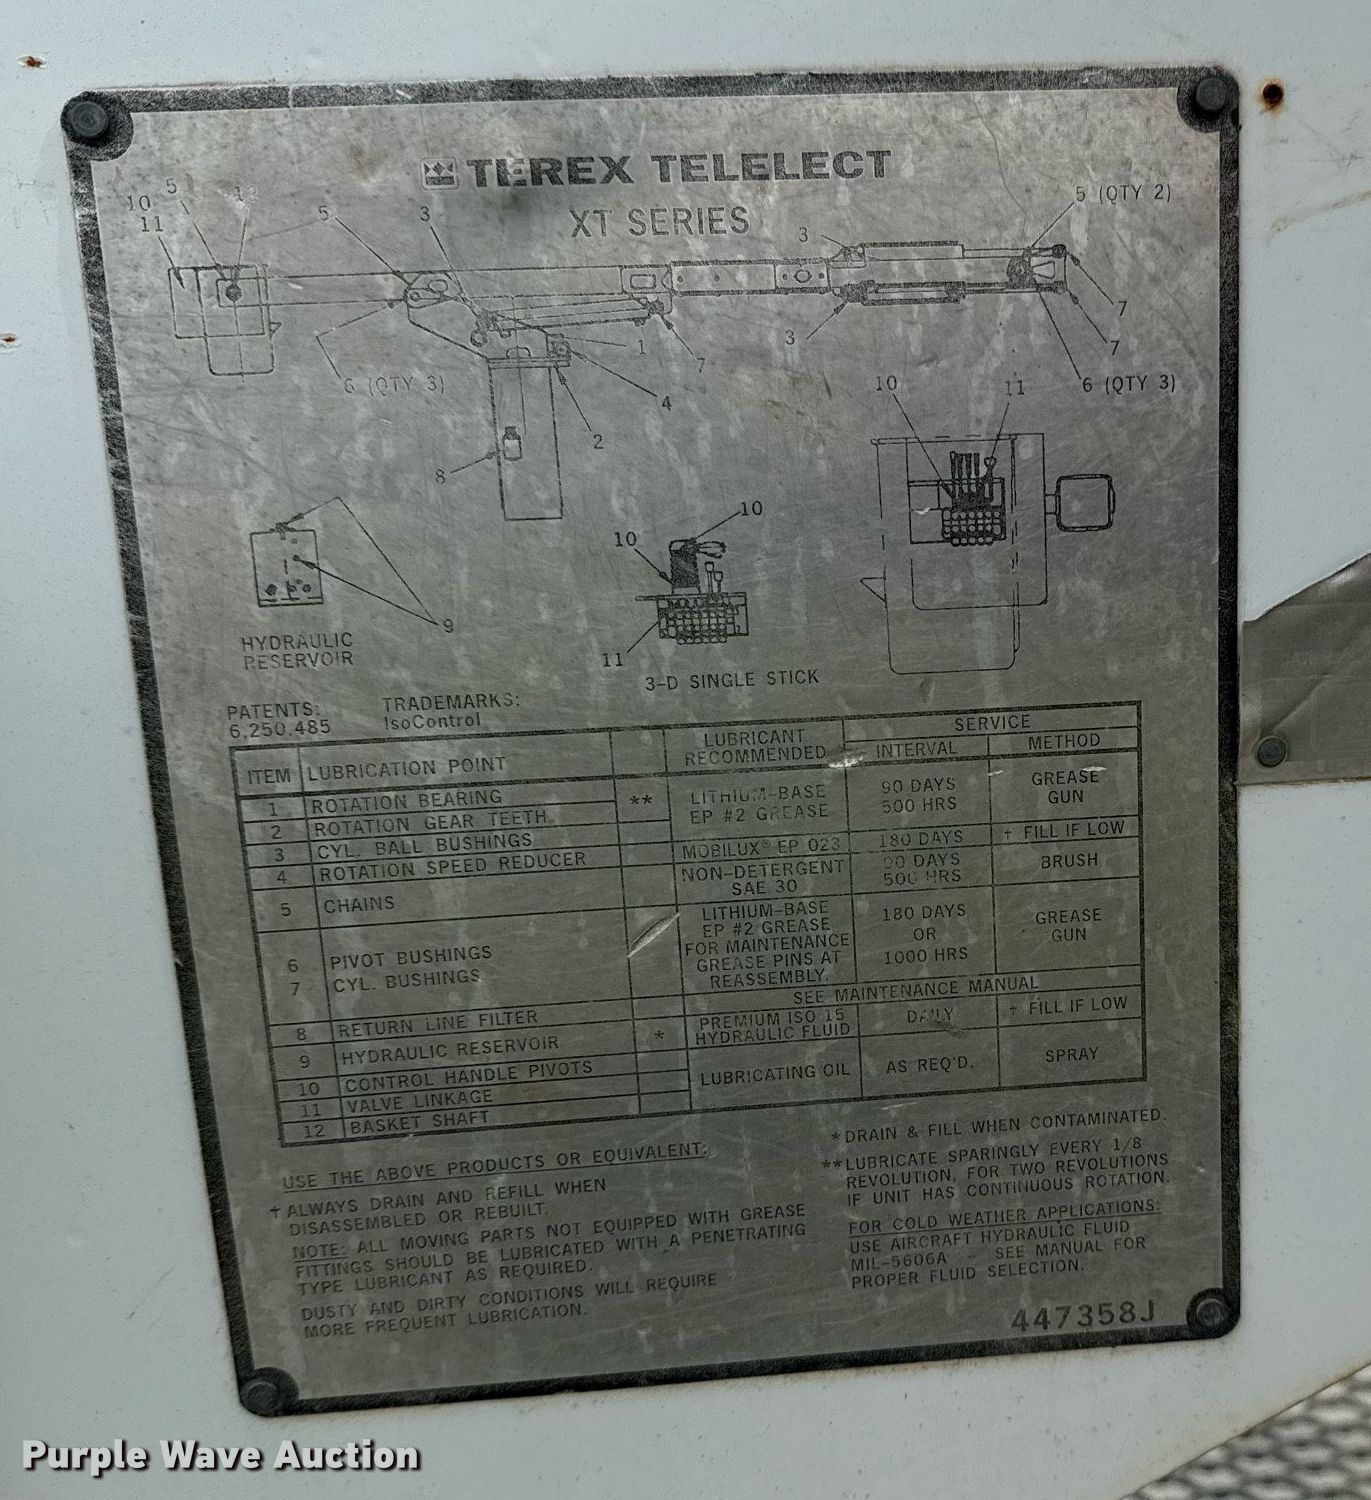 TEREX TELELECT
XT SERIES
5 (QTY 2)
10
5
12
11
5
3
3
7
1
3
7
7
6 (QTY 3)
4
10
11
6 (QTY 3)
2
8
10
10
9
HYDRAULIC
RESERVOIR
11
3-D SINGLE STICK
PATENTS:
6,250,485
TRADEMARKS:
IsoControl
ITEM LUBRICATION POINT LUBRICANT RECOMMENDED SERVICE
INTERVAL METHOD
1 ROTATION BEARING ** LITHIUM-BASE EP #2 GREASE 90 DAYS 500 HRS GREASE GUN
2 ROTATION GEAR TEETH
3 CYL. BALL BUSHINGS
4 ROTATION SPEED REDUCER MOBILUX® EP 023 180 DAYS † FILL IF LOW
5 CHAINS NON-DETERGENT SAE 30 90 DAYS 500 HRS BRUSH
6 PIVOT BUSHINGS LITHIUM-BASE EP #2 GREASE FOR MAINTENANCE GREASE PINS AT REASSEMBLY. 180 DAYS OR 1000 HRS GREASE GUN
7 CYL. BUSHINGS
8 RETURN LINE FILTER SEE MAINTENANCE MANUAL
9 HYDRAULIC RESERVOIR * PREMIUM ISO 15 HYDRAULIC FLUID DAILY † FILL IF LOW
10 CONTROL HANDLE PIVOTS LUBRICATING OIL AS REQ'D. SPRAY
11 VALVE LINKAGE
12 BASKET SHAFT
USE THE ABOVE PRODUCTS OR EQUIVALENT:
† ALWAYS DRAIN AND REFILL WHEN
DISASSEMBLED OR REBUILT.
NOTE: ALL MOVING PARTS NOT EQUIPPED WITH GREASE
FITTINGS SHOULD BE LUBRICATED WITH A PENETRATING
TYPE LUBRICANT AS REQUIRED.
DUSTY AND DIRTY CONDITIONS WILL REQUIRE
MORE FREQUENT LUBRICATION.
* DRAIN & FILL WHEN CONTAMINATED.
** LUBRICATE SPARINGLY EVERY 1/8
REVOLUTION, FOR TWO REVOLUTIONS
IF UNIT HAS CONTINUOUS ROTATION.
FOR COLD WEATHER APPLICATIONS:
USE AIRCRAFT HYDRAULIC FLUID
MIL-5606A - SEE MANUAL FOR
PROPER FLUID SELECTION.
447358J
Purple Wave Auction